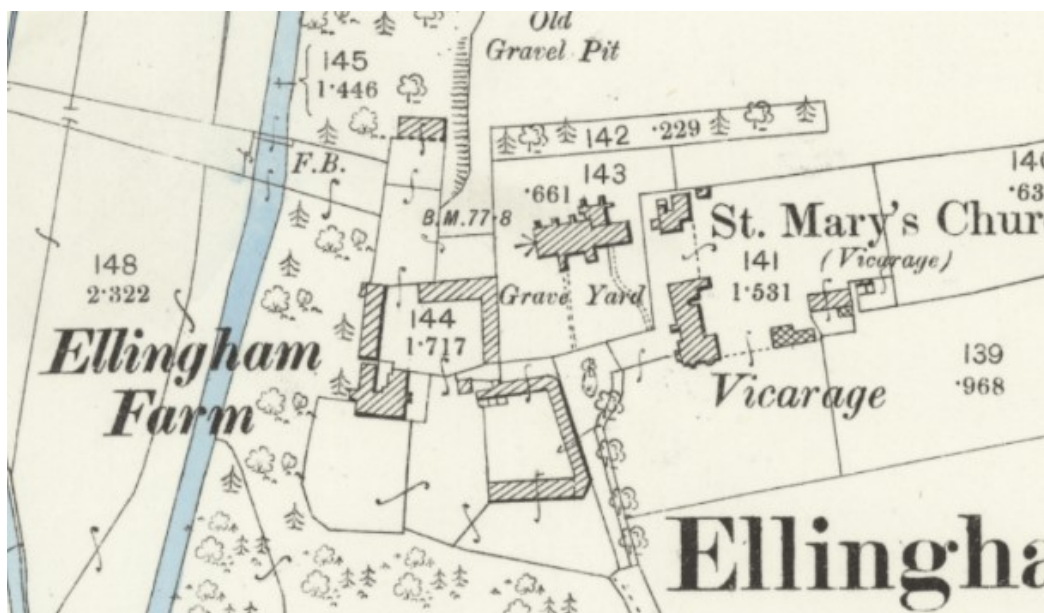 Old
Gravel Pit
145
1·446
F.B.
142 ·229
143
·661
B.M.77·8
St. Mary's Chur
(Vicarage)
141
1·531
148
2·322
Grave Yard
144
1·717
Ellingham
Farm
139
·968
Vicarage
Ellingha